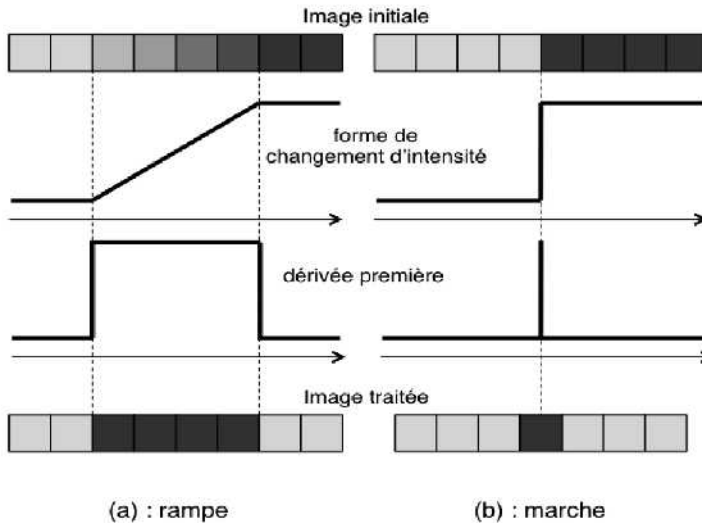 Image initiale
forme de
changement d'intensité
dérivée première
Image traitée
(a) : rampe
(b) : marche